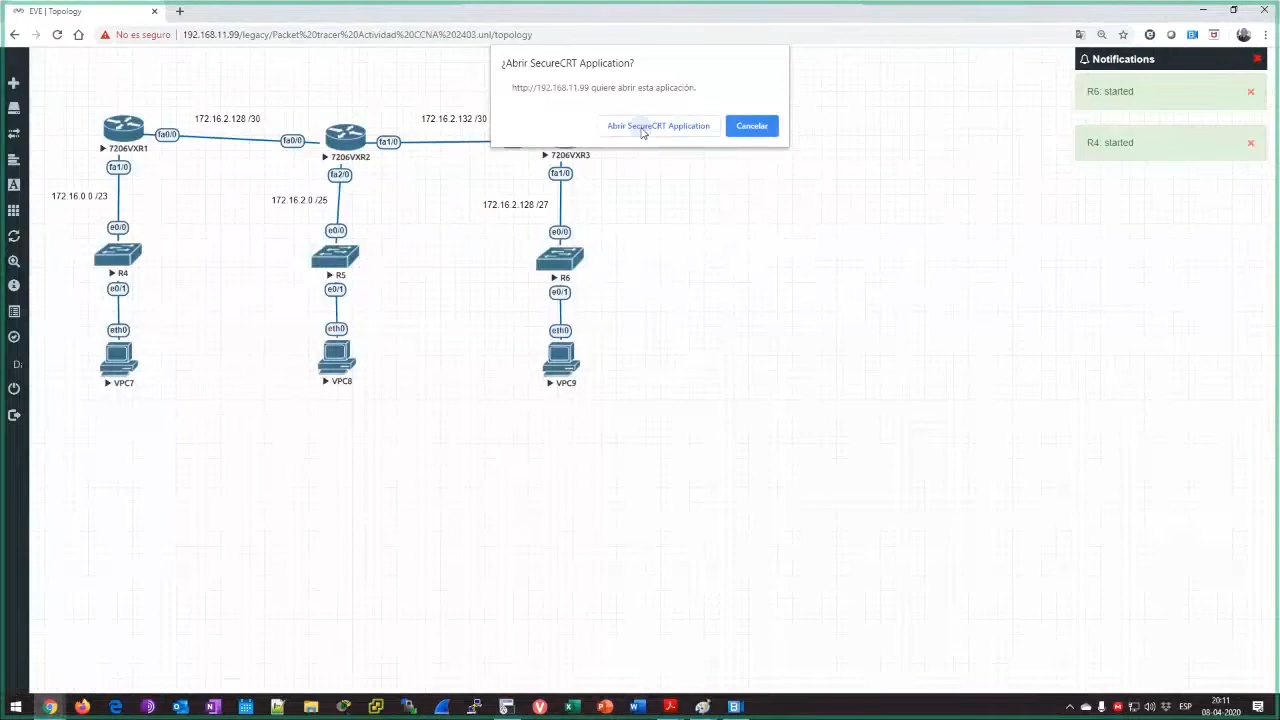 EVE | Topology
No es seguro
192.168.11.99/legacy/Packet%20tracer%20Actividad%20CCNA%202403.unl/topology
¿Abrir SecureCRT Application?
http://192.168.11.99 quiere abrir esta aplicación.
Abrir SecureCRT Application
Cancelar
Notifications
R6: started
R4: started
172.16.2.128 /30
172.16.2.132 /30
fa0/0
fa0/0
fa1/0
7206VXR1
7206VXR2
7206VXR3
fa1/0
fa2/0
fa1/0
172.16.0 0 /23
172.16.2.0 /25
172.16.2.128 /27
e0/0
e0/0
e0/0
R4
R5
R6
e0/1
e0/1
e0/1
eth0
eth0
eth0
VPC7
VPC8
VPC9
ESP
20:11
08-04-2020